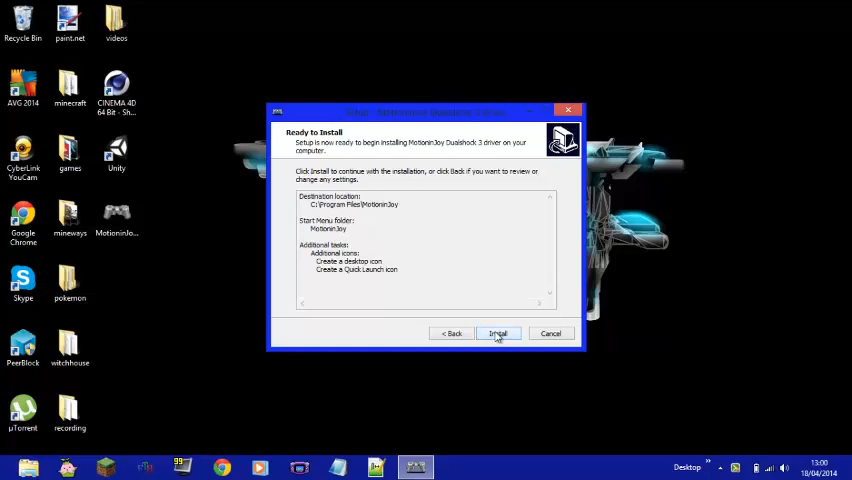 Recycle Bin
paint.net
videos
AVG 2014
minecraft
CINEMA 4D
64 Bit - Sh...
CyberLink
YouCam
games
Unity
Google
Chrome
mineways
MotioninJo...
Skype
pokemon
PeerBlock
witchhouse
µTorrent
recording
Ready to Install
Setup is now ready to begin installing MotioninJoy Dualshock 3 driver on your
computer.
Click Install to continue with the installation, or click Back if you want to review or
change any settings.
Destination location:
C:\Program Files\MotioninJoy
Start Menu folder:
MotioninJoy
Additional tasks:
Additional icons:
Create a desktop icon
Create a Quick Launch icon
< Back
Install
Cancel
99
Desktop
13:00
18/04/2014